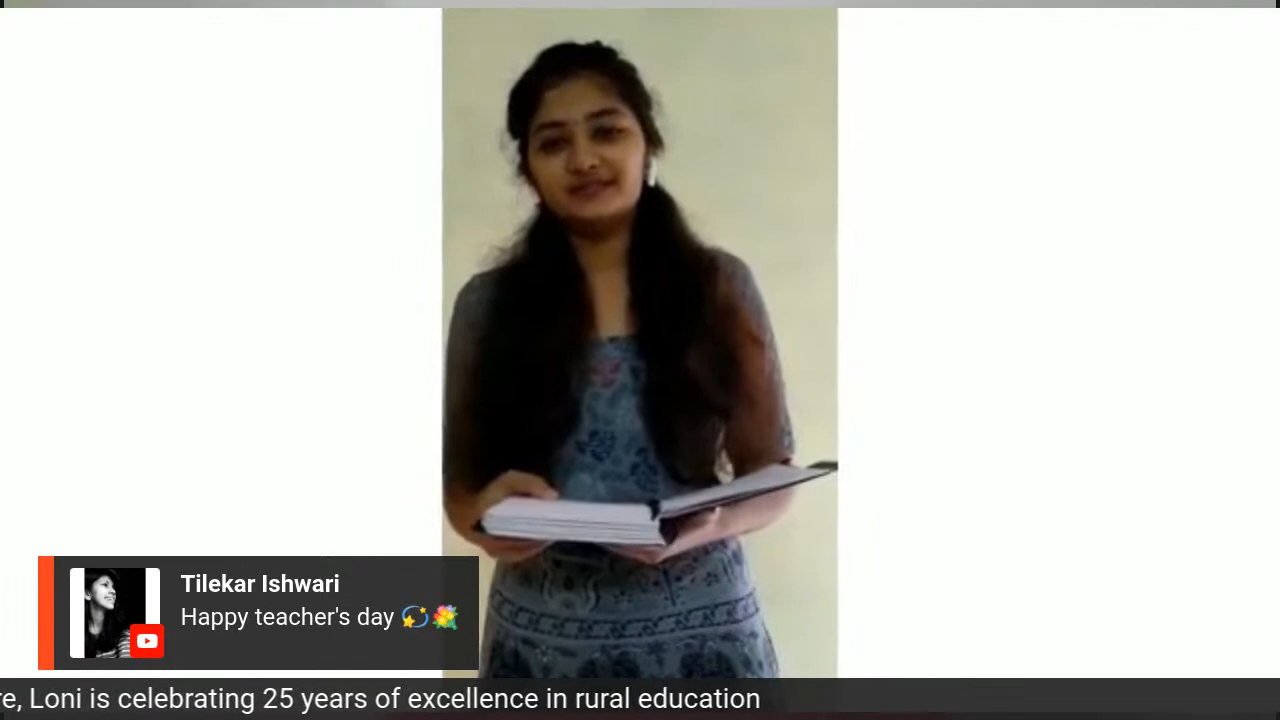 Tilekar Ishwari
Happy teacher's day 💫💐
Loni is celebrating 25 years of excellence in rural education